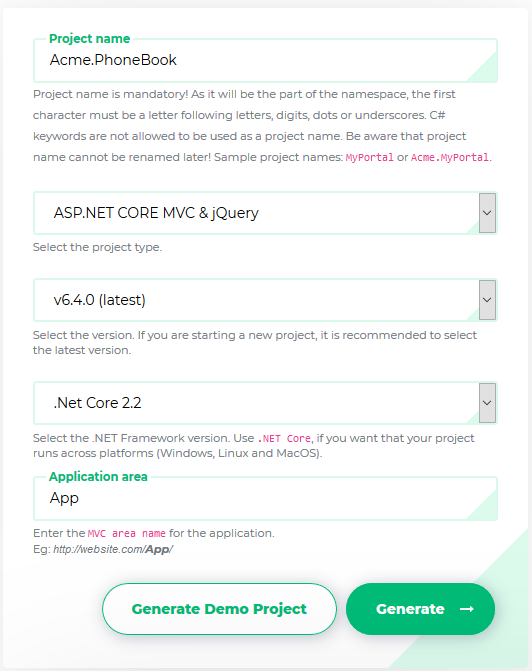 Project name
Acme.PhoneBook
Project name is mandatory! As it will be the part of the namespace, the first
character must be a letter following letters, digits, dots or underscores. C#
keywords are not allowed to be used as a project name. Be aware that project
name cannot be renamed later! Sample project names: MyPortal or Acme.MyPortal.
ASP.NET CORE MVC & jQuery
Select the project type.
v6.4.0 (latest)
Select the version. If you are starting a new project, it is recommended to select
the latest version.
.Net Core 2.2
Select the .NET Framework version. Use .NET Core, if you want that your project
runs across platforms (Windows, Linux and MacOS).
Application area
App
Enter the MVC area name for the application.
Eg: http://website.com/App/
Generate Demo Project
Generate →